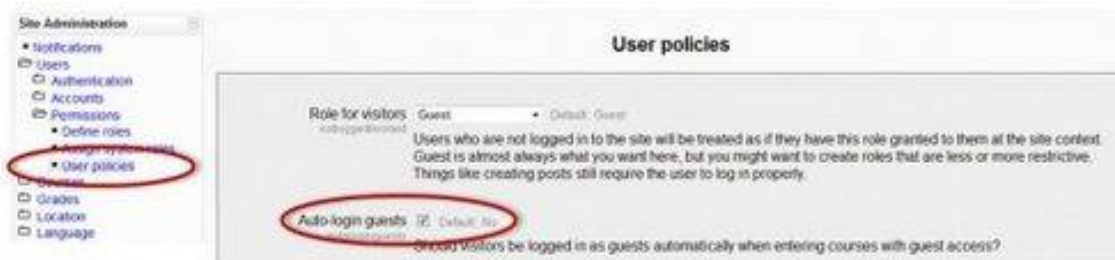 Site Administration
Notifications
Users
Authentication
Accounts
Permissions
Define roles
Assign system roles
User policies
Courses
Grades
Location
Language
User policies
Role for visitors Guest Default: Guest
notloggedinroleid
Users who are not logged in to the site will be treated as if they have this role granted to them at the site context.
Guest is almost always what you want here, but you might want to create roles that are less or more restrictive.
Things like creating posts still require the user to log in properly.
Auto-login guests Default: No
Should visitors be logged in as guests automatically when entering courses with guest access?